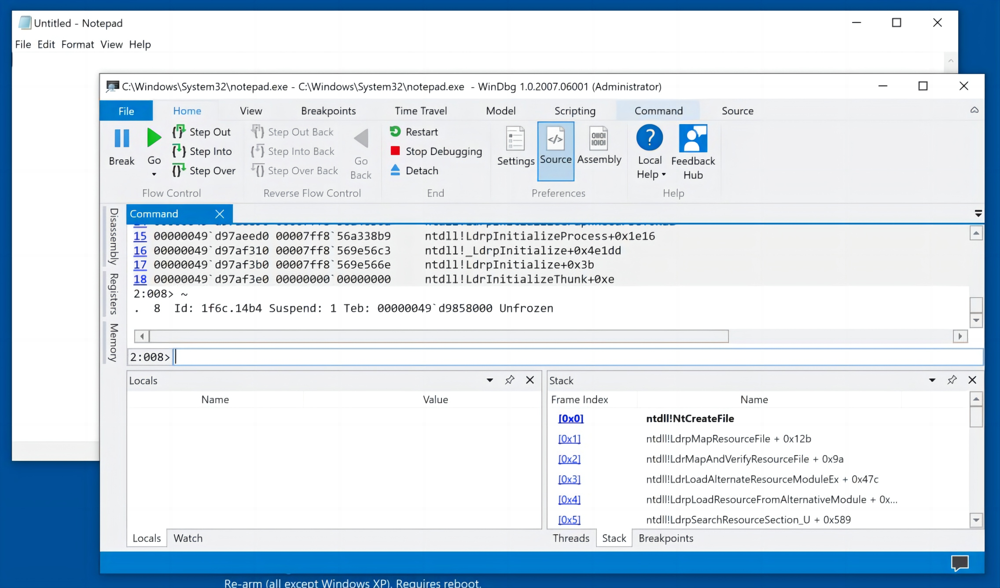 Untitled - Notepad
File Edit Format View Help
C:\Windows\System32\notepad.exe - C:\Windows\System32\notepad.exe - WinDbg 1.0.2007.06001 (Administrator)
File Home View Breakpoints Time Travel Model Scripting Command Source
Break
Go
Step Out
Step Into
Step Over
Flow Control
Step Out Back
Step Into Back
Step Over Back
Go
Back
Reverse Flow Control
Restart
Stop Debugging
Detach
End
Settings
Source
Assembly
Preferences
Local
Help
Feedback
Hub
Help
Disassembly
Registers
Memory
Command
15 00000049`d97aeed0 00007ff8`56a338b9 ntdll!LdrpInitializeProcess+0x1e16
16 00000049`d97af310 00007ff8`569e56c3 ntdll!_LdrpInitialize+0x4e1dd
17 00000049`d97af3b0 00007ff8`569e566e ntdll!LdrpInitialize+0x3b
18 00000049`d97af3e0 00000000`00000000 ntdll!LdrInitializeThunk+0xe
2:008> ~
. 8 Id: 1f6c.14b4 Suspend: 1 Teb: 00000049`d9858000 Unfrozen
2:008>
Locals
Name Value
Locals Watch
Stack
Frame Index Name
[0x0] ntdll!NtCreateFile
[0x1] ntdll!LdrpMapResourceFile + 0x12b
[0x2] ntdll!LdrMapAndVerifyResourceFile + 0x9a
[0x3] ntdll!LdrLoadAlternateResourceModuleEx + 0x47c
[0x4] ntdll!LdrpLoadResourceFromAlternativeModule + 0x...
[0x5] ntdll!LdrpSearchResourceSection_U + 0x589
Threads Stack Breakpoints
Re-arm (all except Windows XP). Requires reboot.